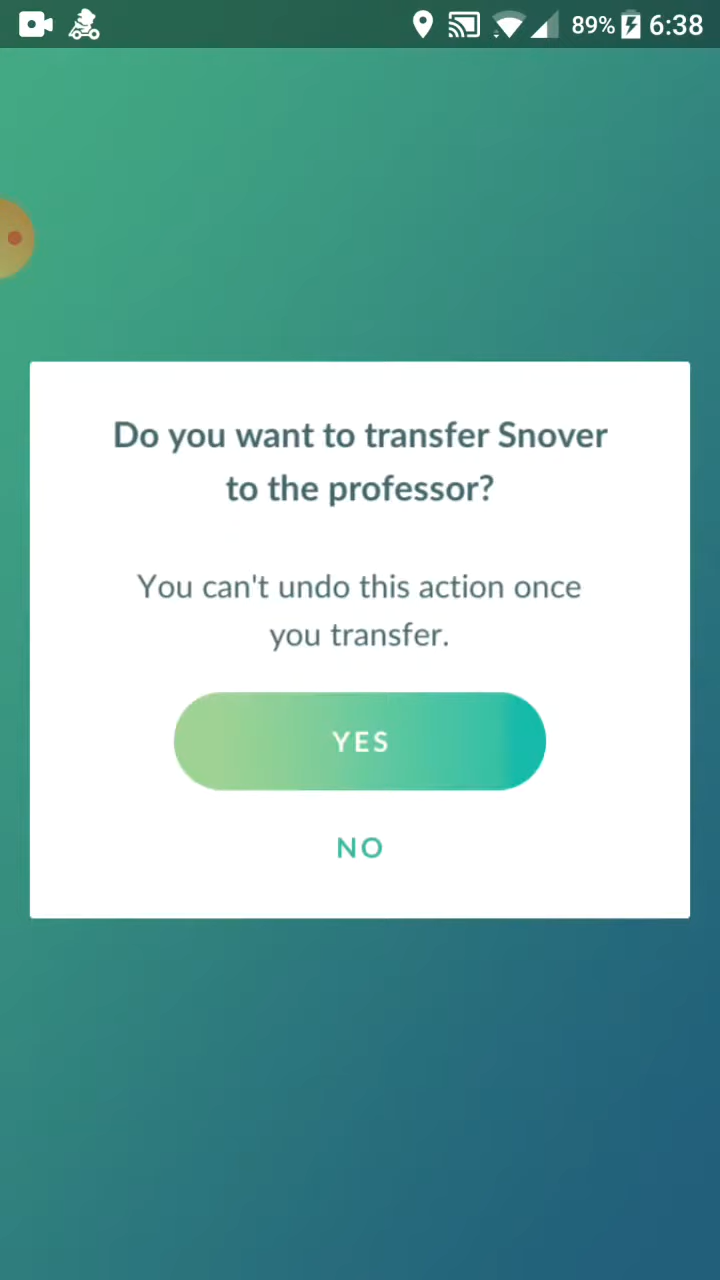 89% 6:38
Do you want to transfer Snover
to the professor?
You can't undo this action once
you transfer.
YES
NO